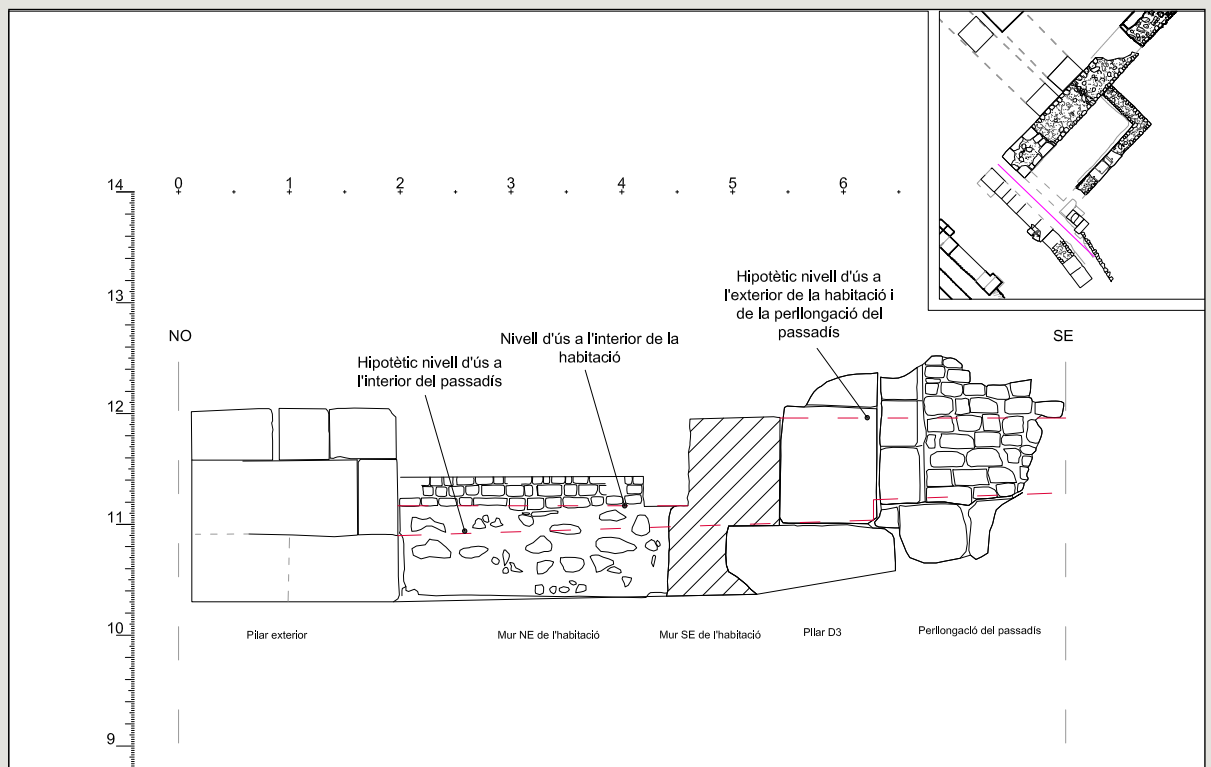 14
0 1 2 3 4 5 6
13
Hipotètic nivell d'ús a
l'exterior de la habitació i
de la perllongació del
passadís
NO
Nivell d'ús a l'interior de la
habitació
SE
Hipotètic nivell d'ús a
l'interior del passadís
12
11
10
Pilar exterior
Mur NE de l'habitació
Mur SE de l'habitació
PIlar D3
Perllongació del passadís
9